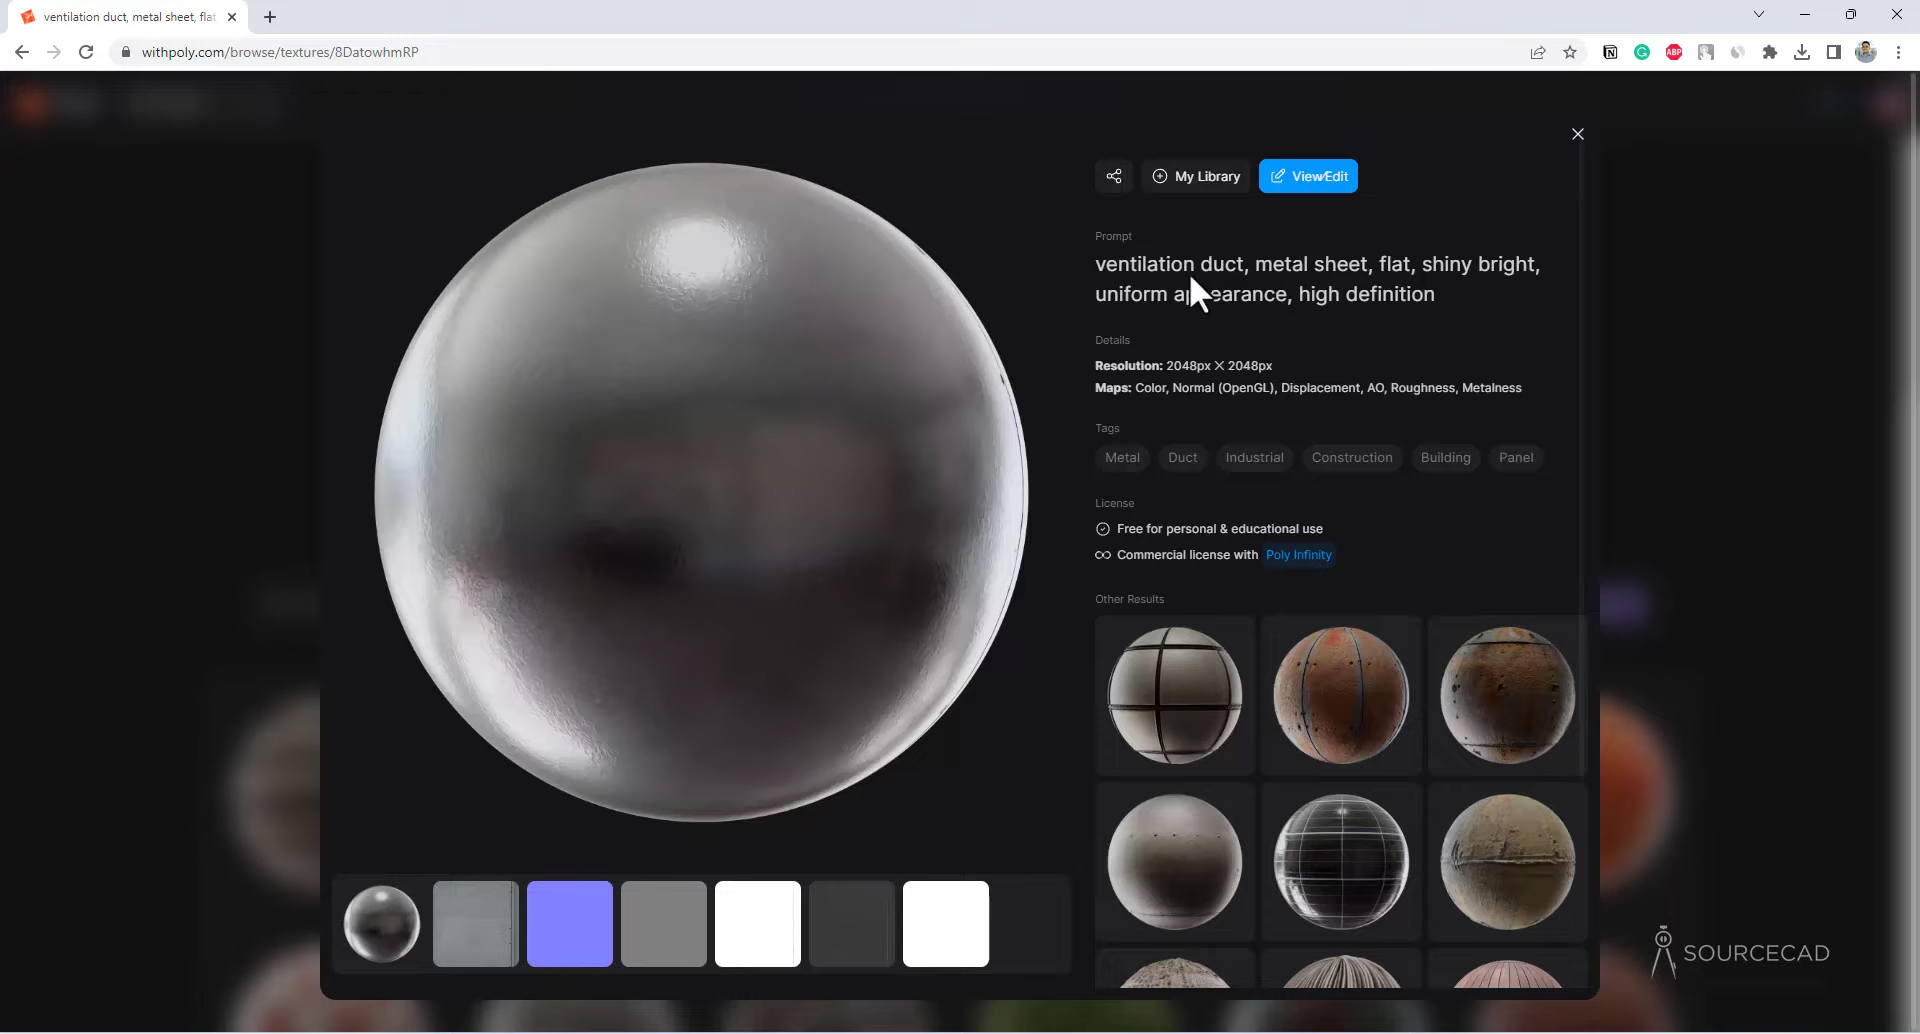 ventilation duct, metal sheet, flat
withpoly.com/browse/textures/8DatowhmRP
ABP
My Library
View/Edit
Prompt
ventilation duct, metal sheet, flat, shiny bright,
uniform appearance, high definition
Details
Resolution: 2048px × 2048px
Maps: Color, Normal (OpenGL), Displacement, AO, Roughness, Metalness
Tags
Metal
Duct
Industrial
Construction
Building
Panel
License
Free for personal & educational use
Commercial license with Poly Infinity
Other Results
SOURCECAD